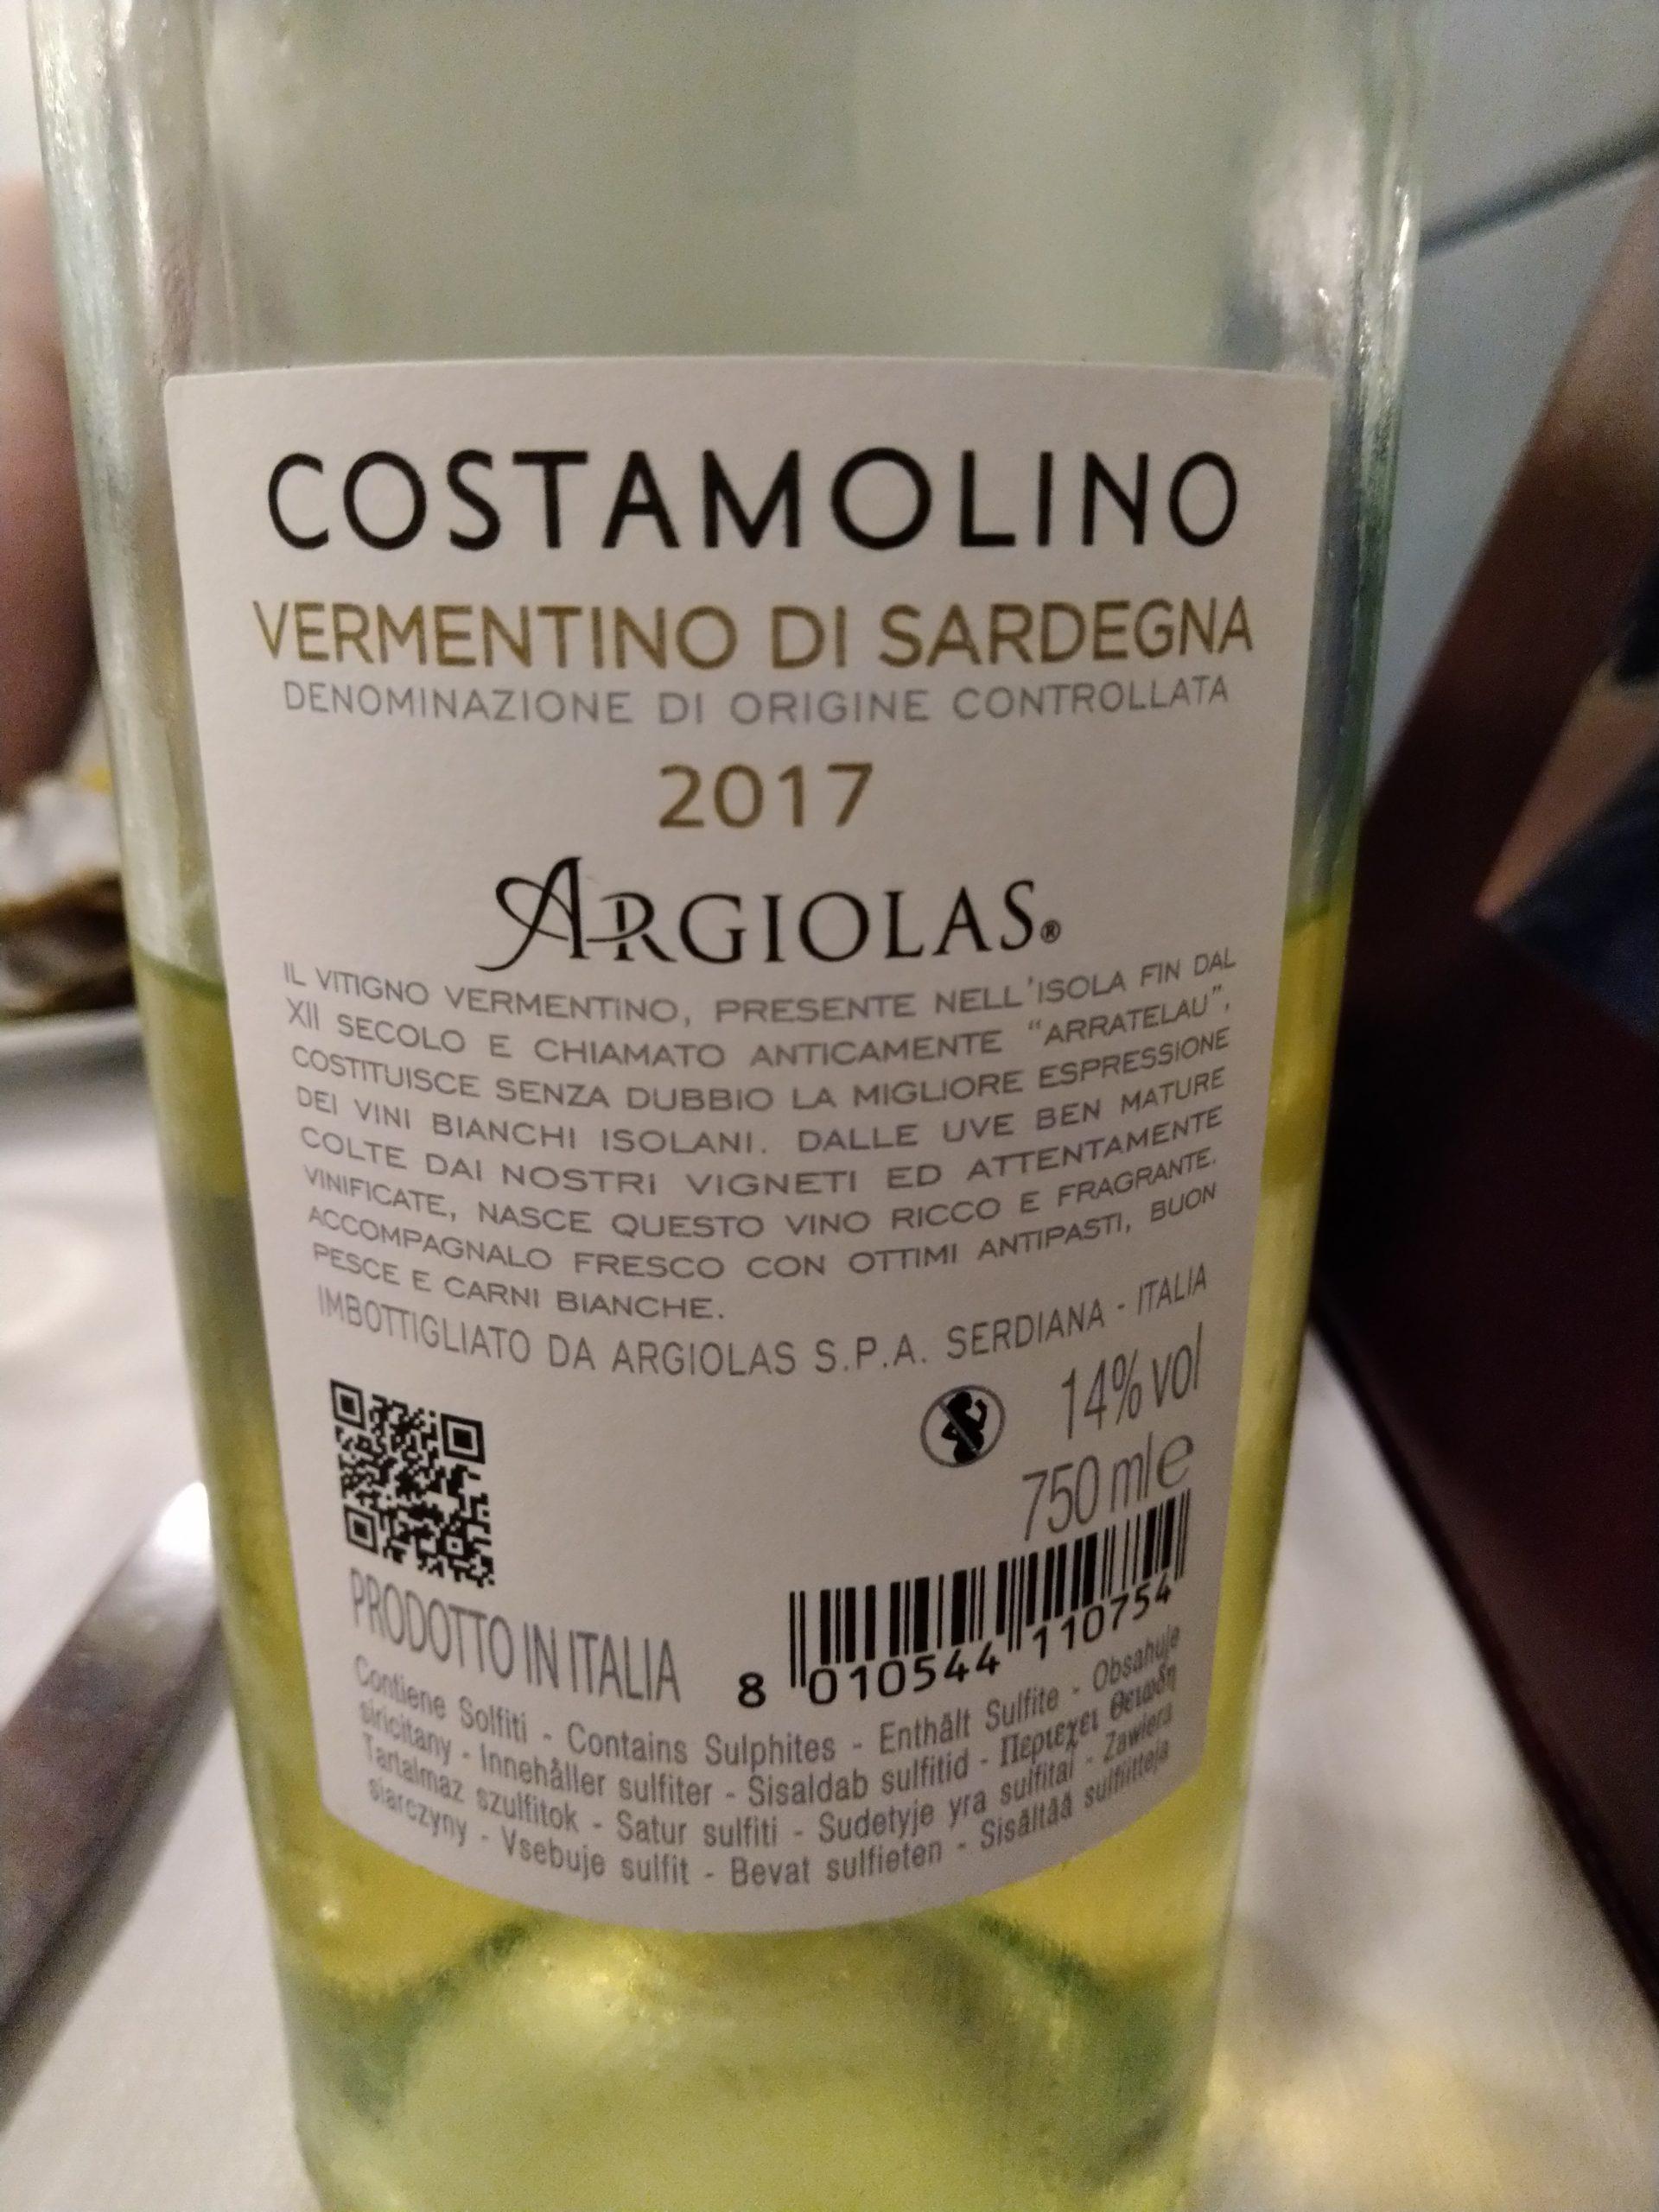 COSTAMOLINO
VERMENTINO DI SARDEGNA
DENOMINAZIONE DI ORIGINE CONTROLLATA
2017
ARGIOLAS®
IL VITIGNO VERMENTINO, PRESENTE NELL'ISOLA FIN DAL
XII SECOLO E CHIAMATO ANTICAMENTE "ARRATELAU",
COSTITUISCE SENZA DUBBIO LA MIGLIORE ESPRESSIONE
DEI VINI BIANCHI ISOLANI. DALLE UVE BEN MATURE
COLTE DAI NOSTRI VIGNETI ED ATTENTAMENTE
VINIFICATE, NASCE QUESTO VINO RICCO E FRAGRANTE.
ACCOMPAGNALO FRESCO CON OTTIMI ANTIPASTI, BUON
PESCE E CARNI BIANCHE.
IMBOTTIGLIATO DA ARGIOLAS S.P.A. SERDIANA - ITALIA
14% vol
750 ml e
PRODOTTO IN ITALIA
8 010544 110754
Contiene Solfiti - Contains Sulphites - Enthält Sulfite - Obsahuje
siricitany - Innehåller sulfiter - Sisaldab sulfitid - Περιεχει Θειωδη
Tartalmaz szulfitok - Satur sulfiti - Sudetyje yra sulfitai - Zawiera
siarczyny - Vsebuje sulfit - Bevat sulfieten - Sisältää sulfiitteja